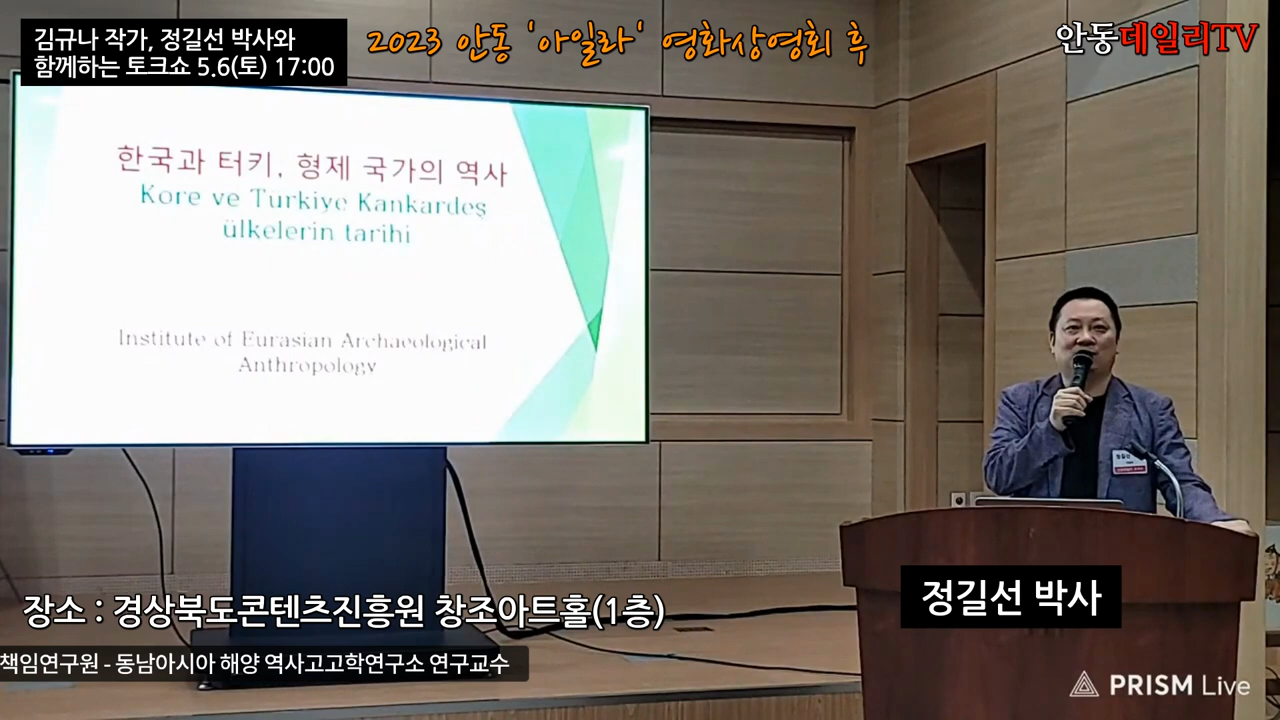 김규나 작가, 정길선 박사와
함께하는 토크쇼 5.6(토) 17:00
2023 안동 '아일라' 영화상영회 후
안동데일리TV
한국과 터키, 형제 국가의 역사
Kore ve Türkiye Kankardeş
ülkelerin tarihi
Institute of Eurasian Archaeological
Anthropology
정길선
정길선 박사
장소 : 경상북도콘텐츠진흥원 창조아트홀(1층)
책임연구원 - 동남아시아 해양 역사고고학연구소 연구교수
PRISM Live